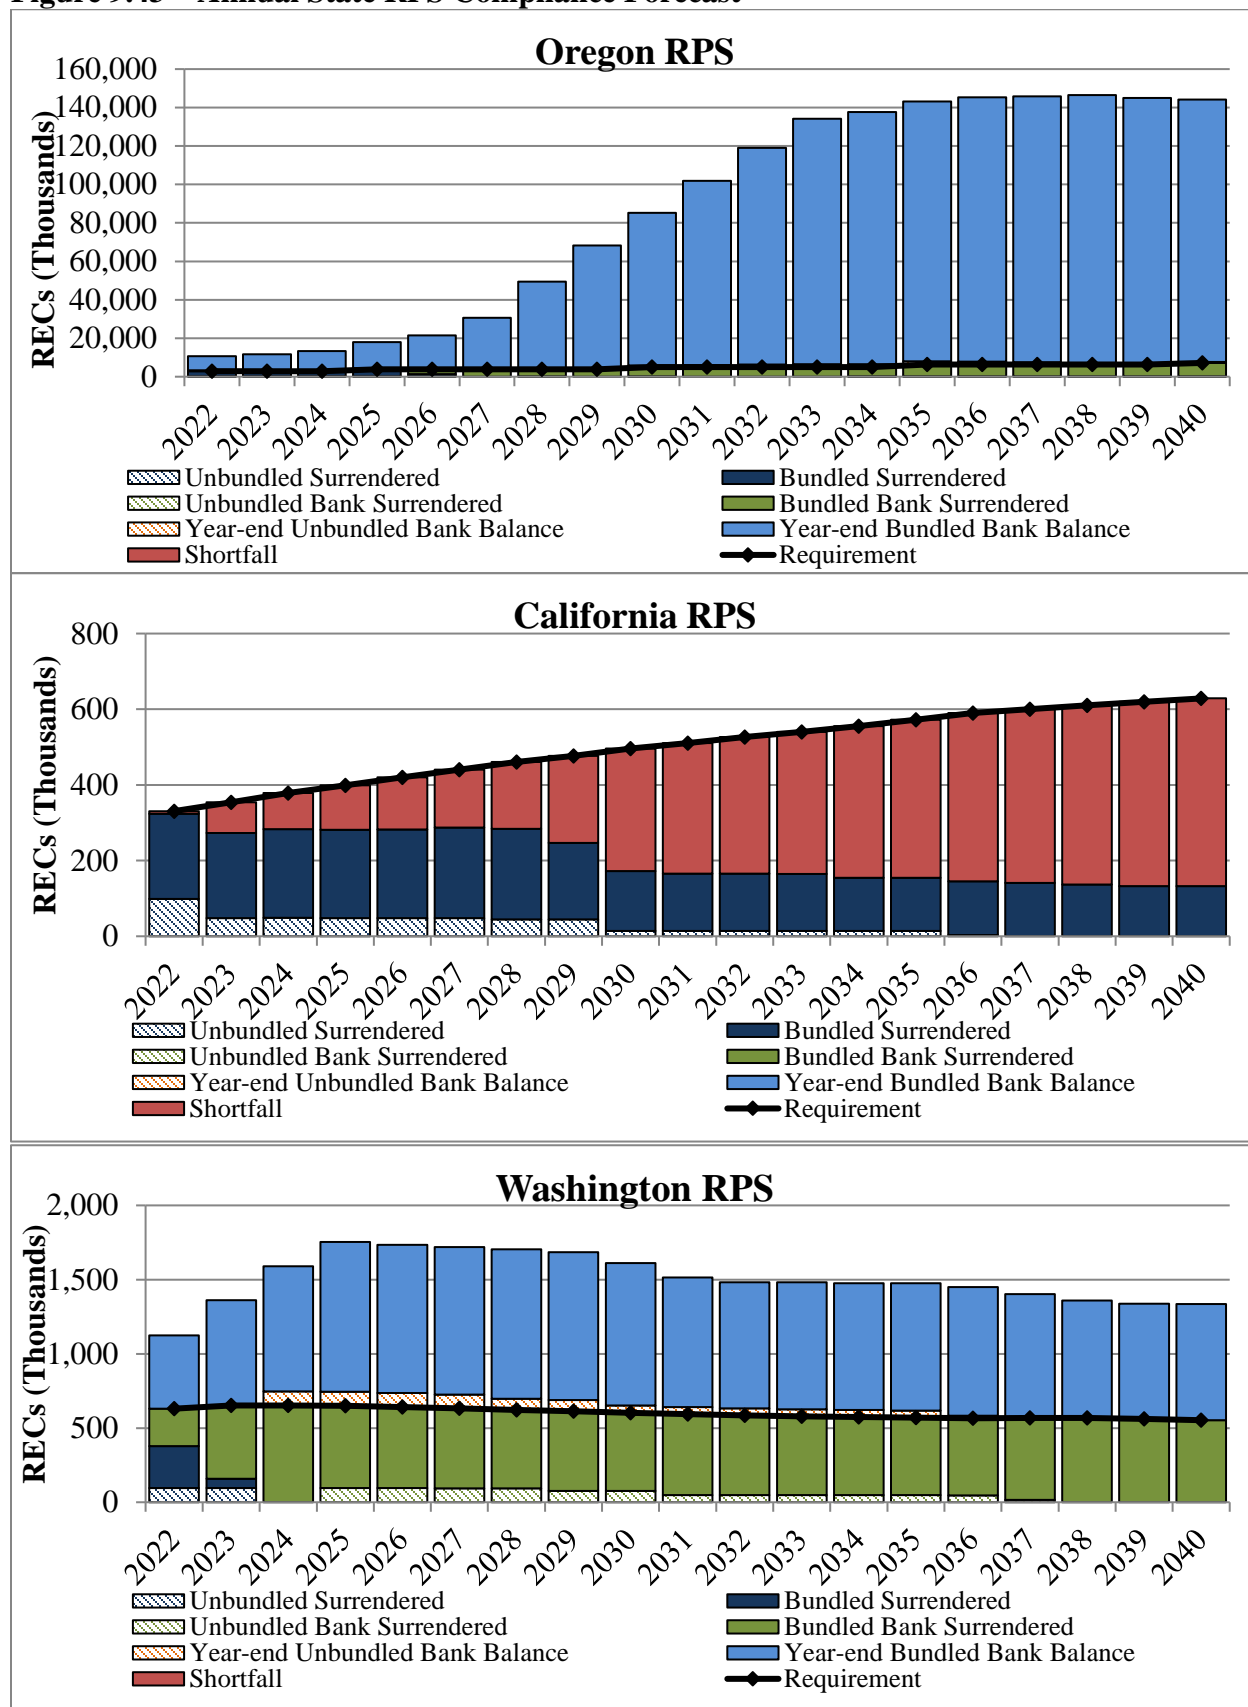 Figure 9.43 – Annual State RPS Compliance Forecast
Oregon RPS
RECs (Thousands)
160,000
140,000
120,000
100,000
80,000
60,000
40,000
20,000
0
2022 2023 2024 2025 2026 2027 2028 2029 2030 2031 2032 2033 2034 2035 2036 2037 2038 2039 2040
Unbundled Surrendered Bundled Surrendered
Unbundled Bank Surrendered Bundled Bank Surrendered
Year-end Unbundled Bank Balance Year-end Bundled Bank Balance
Shortfall Requirement
California RPS
RECs (Thousands)
800
600
400
200
0
2022 2023 2024 2025 2026 2027 2028 2029 2030 2031 2032 2033 2034 2035 2036 2037 2038 2039 2040
Unbundled Surrendered Bundled Surrendered
Unbundled Bank Surrendered Bundled Bank Surrendered
Year-end Unbundled Bank Balance Year-end Bundled Bank Balance
Shortfall Requirement
Washington RPS
RECs (Thousands)
2,000
1,500
1,000
500
0
2022 2023 2024 2025 2026 2027 2028 2029 2030 2031 2032 2033 2034 2035 2036 2037 2038 2039 2040
Unbundled Surrendered Bundled Surrendered
Unbundled Bank Surrendered Bundled Bank Surrendered
Year-end Unbundled Bank Balance Year-end Bundled Bank Balance
Shortfall Requirement